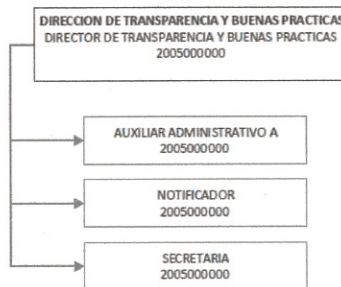 DIRECCION DE TRANSPARENCIA Y BUENAS PRACTICAS
DIRECTOR DE TRANSPARENCIA Y BUENAS PRACTICAS
2005000000
AUXILIAR ADMINISTRATIVO A
2005000000
NOTIFICADOR
2005000000
SECRETARIA
2005000000